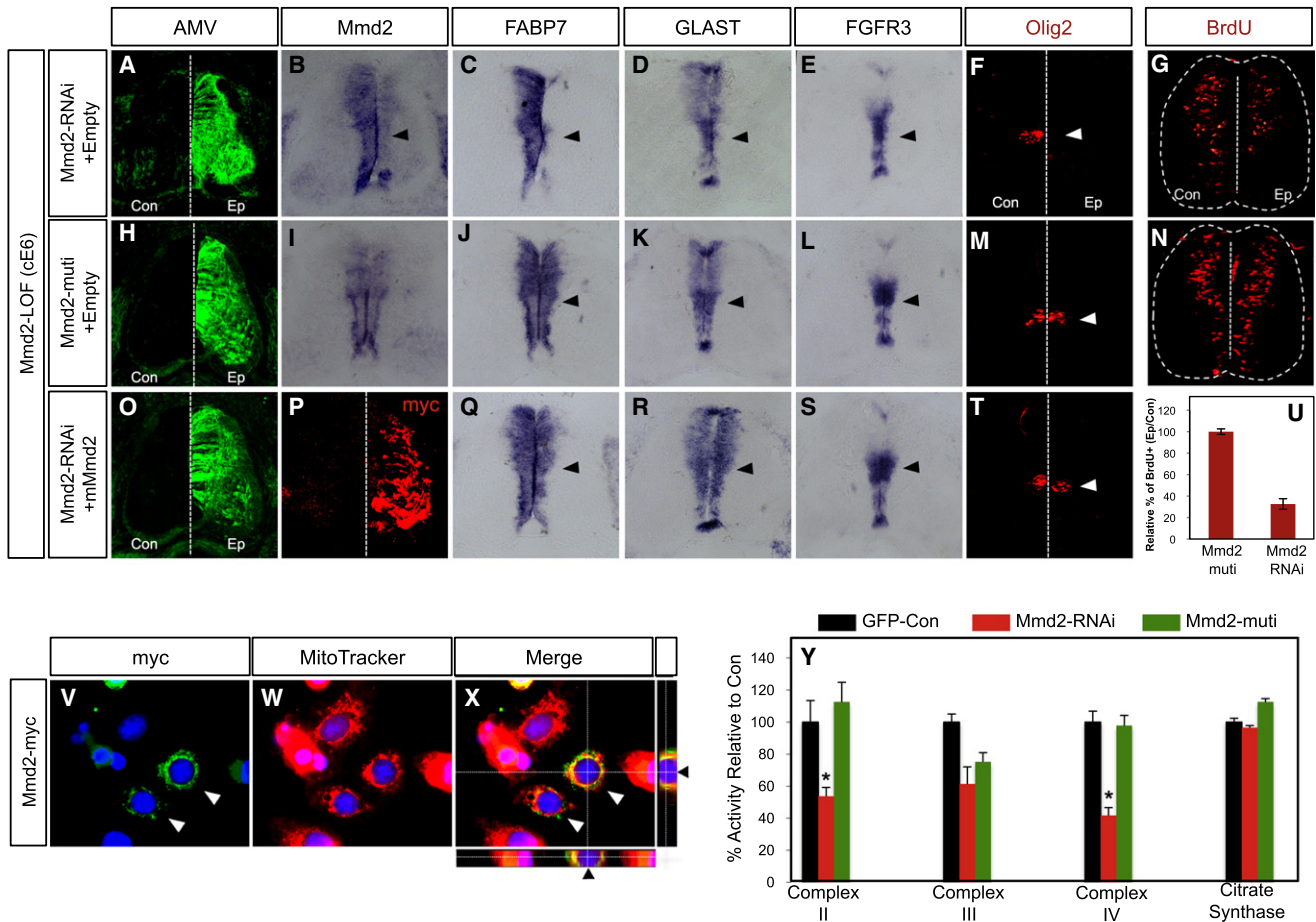 AMV Mmd2 FABP7 GLAST FGFR3 Olig2 BrdU
Mmd2-LOF (cE6)
Mmd2-RNAi
+Empty
A B C D E F G
Con Ep Con Ep Con Ep
Mmd2-muti
+Empty
H I J K L M N
Con Ep
Mmd2-RNAi
+mMmd2
O P myc Q R S T
Con Ep
U
Relative % of BrdU+ (Ep/Con)
120
100
80
60
40
20
0
Mmd2 Mmd2
muti RNAi
myc MitoTracker Merge
Mmd2-myc
V W X
GFP-Con Mmd2-RNAi Mmd2-muti
Y
% Activity Relative to Con
140
120
100
80
60
40
20
0
* *
Complex Complex Complex Citrate
II III IV Synthase